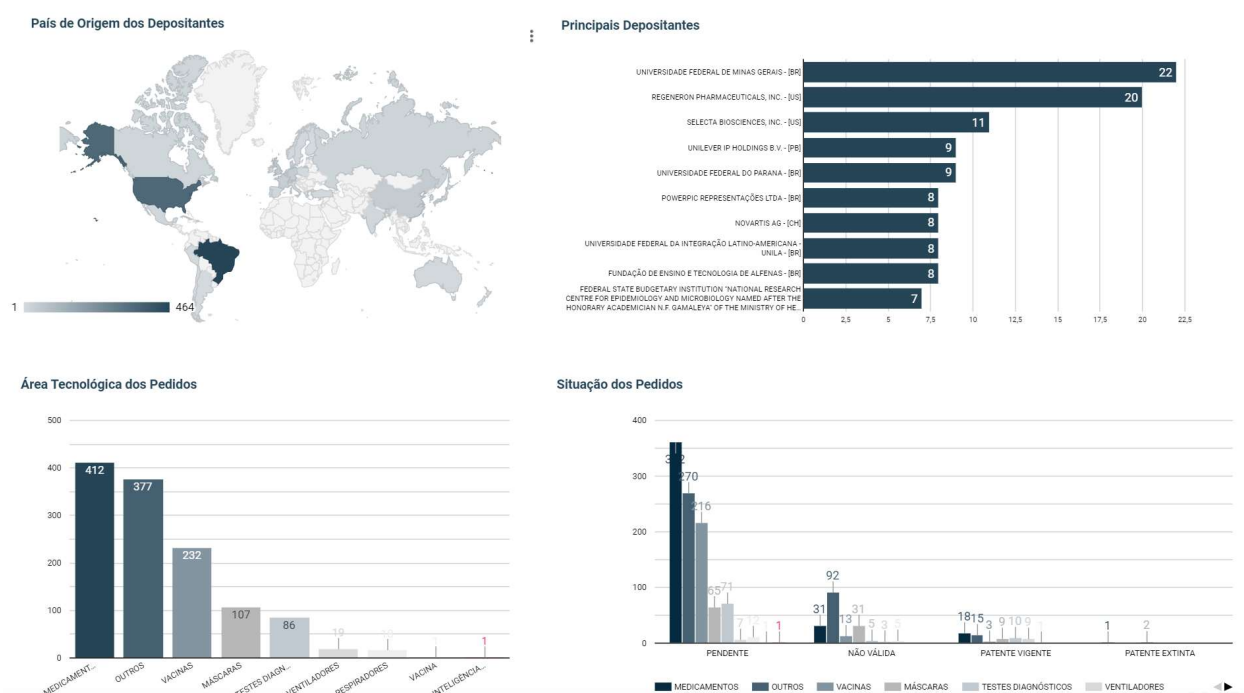 País de Origem dos Depositantes
1
464
Principais Depositantes
UNIVERSIDADE FEDERAL DE MINAS GERAIS - [BR]
22
REGENERON PHARMACEUTICALS, INC. - [US]
20
SELECTA BIOSCIENCES, INC. - [US]
11
UNILEVER IP HOLDINGS B.V. - [PB]
9
UNIVERSIDADE FEDERAL DO PARANA - [BR]
9
POWERPIC REPRESENTAÇÕES LTDA - [BR]
8
NOVARTIS AG - [CH]
8
UNIVERSIDADE FEDERAL DA INTEGRAÇÃO LATINO-AMERICANA -
UNILA - [BR]
8
FUNDAÇÃO DE ENSINO E TECNOLOGIA DE ALFENAS - [BR]
8
FEDERAL STATE BUDGETARY INSTITUTION "NATIONAL RESEARCH
CENTRE FOR EPIDEMIOLOGY AND MICROBIOLOGY NAMED AFTER THE
HONORARY ACADEMICIAN N.F. GAMALEYA" OF THE MINISTRY OF HE...
7
0 2,5 5 7,5 10 12,5 15 17,5 20 22,5
Área Tecnológica dos Pedidos
500
400
300
200
100
0
412
377
232
107
86
19
1
MEDICAMENT...
OUTROS
VACINAS
MÁSCARAS
TESTES DIAGN...
VENTILADORES
RESPIRADORES
VACINA
INTELIGÊNCIA...
Situação dos Pedidos
400
300
200
100
0
270
216
65
71
7
12
1
1
31
92
13
31
5
3
5
18
15
3
9
10
9
1
1
2
PENDENTE
NÃO VÁLIDA
PATENTE VIGENTE
PATENTE EXTINTA
MEDICAMENTOS
OUTROS
VACINAS
MÁSCARAS
TESTES DIAGNÓSTICOS
VENTILADORES